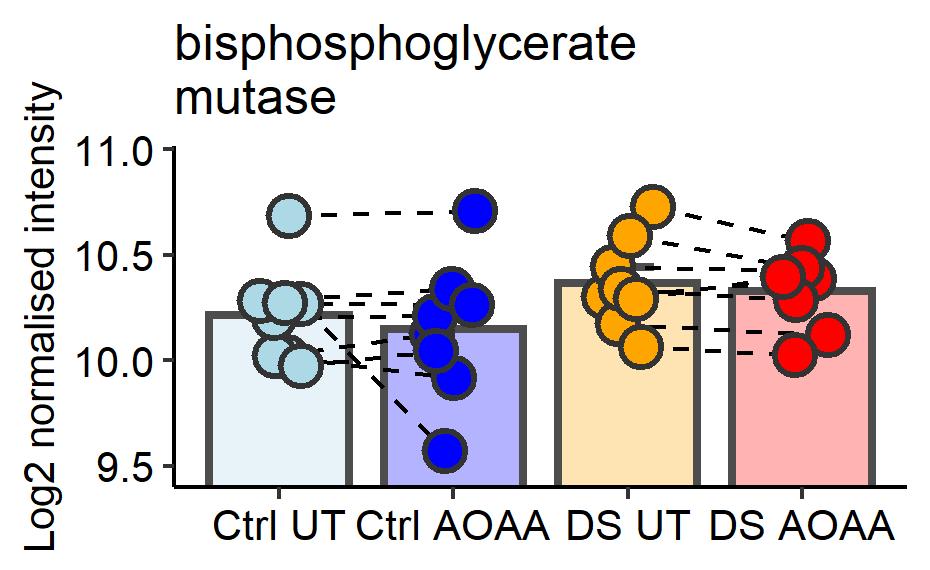 bisphosphoglycerate
mutase
Log2 normalised intensity
11.0
10.5
10.0
9.5
Ctrl UT Ctrl AOAA DS UT DS AOAA